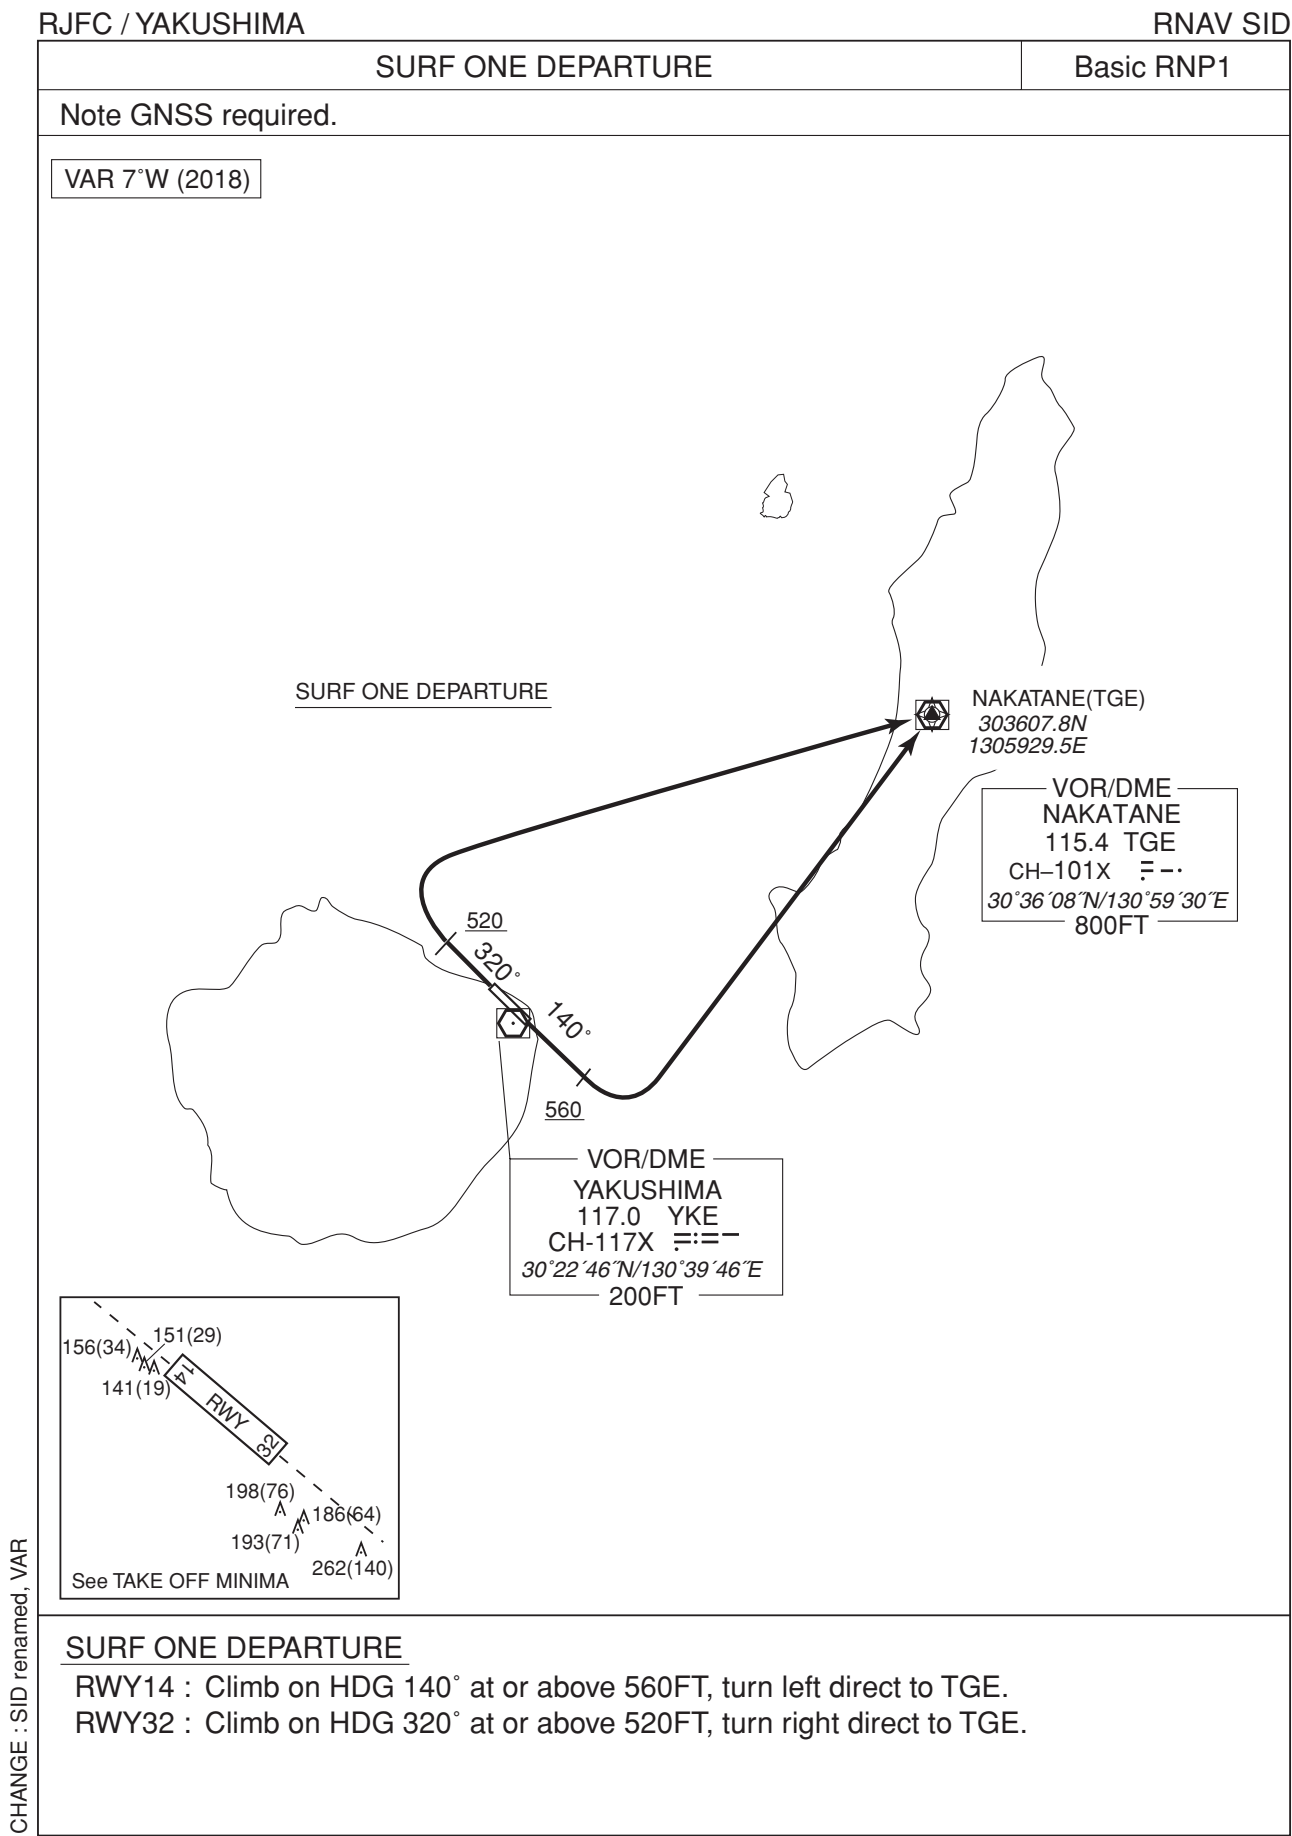 RJFC / YAKUSHIMA
RNAV SID
SURF ONE DEPARTURE
Basic RNP1
Note GNSS required.
VAR 7˚W (2018)
SURF ONE DEPARTURE
NAKATANE(TGE)
303607.8N
1305929.5E
VOR/DME
NAKATANE
115.4 TGE
CH–101X
30˚36´08˝N/130˚59´30˝E
800FT
520
320˚
140˚
560
VOR/DME
YAKUSHIMA
117.0 YKE
CH-117X
30˚22´46˝N/130˚39´46˝E
200FT
151(29)
156(34)
141(19)
14
RWY
32
198(76)
186(64)
193(71)
262(140)
See TAKE OFF MINIMA
SURF ONE DEPARTURE
RWY14 : Climb on HDG 140˚ at or above 560FT, turn left direct to TGE.
RWY32 : Climb on HDG 320˚ at or above 520FT, turn right direct to TGE.
CHANGE : SID renamed, VAR